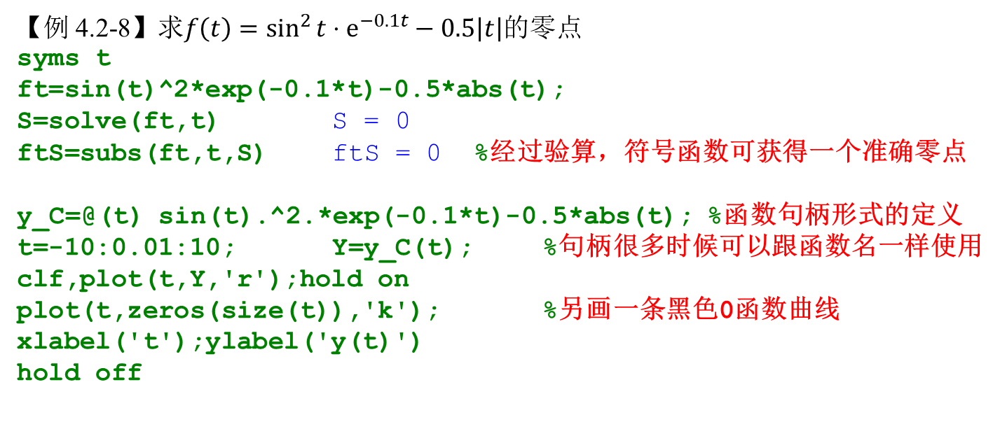 【例 4.2-8】求f(t) = sin² t · e^{−0.1t} − 0.5|t|的零点
syms t
ft=sin(t)^2*exp(-0.1*t)-0.5*abs(t);
S=solve(ft,t) S = 0
ftS=subs(ft,t,S) ftS = 0 %经过验算，符号函数可获得一个准确零点
y_C=@(t) sin(t).^2.*exp(-0.1*t)-0.5*abs(t); %函数句柄形式的定义
t=-10:0.01:10; Y=y_C(t); %句柄很多时候可以跟函数名一样使用
clf,plot(t,Y,'r');hold on
plot(t,zeros(size(t)),'k'); %另画一条黑色0函数曲线
xlabel('t');ylabel('y(t)')
hold off